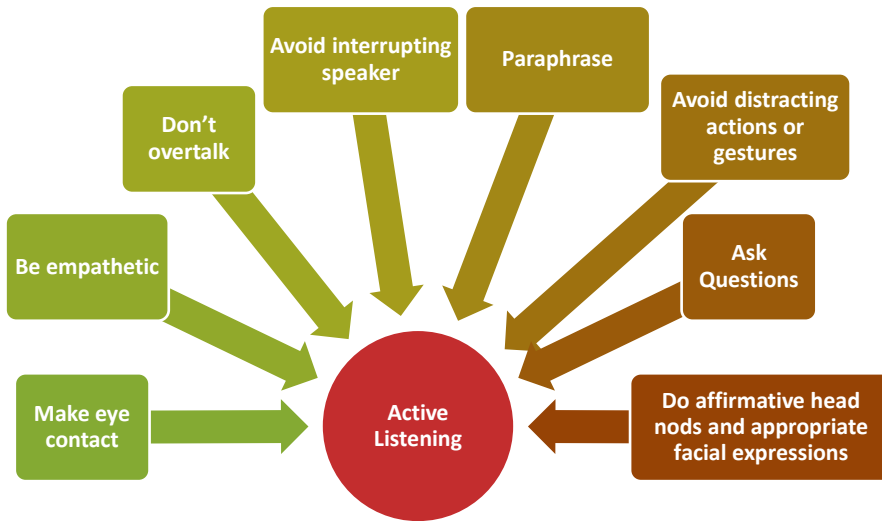 Avoid interrupting
speaker
Paraphrase
Avoid distracting
actions or
gestures
Don’t
overtalk
Be empathetic
Ask
Questions
Make eye
contact
Active
Listening
Do affirmative head
nods and appropriate
facial expressions